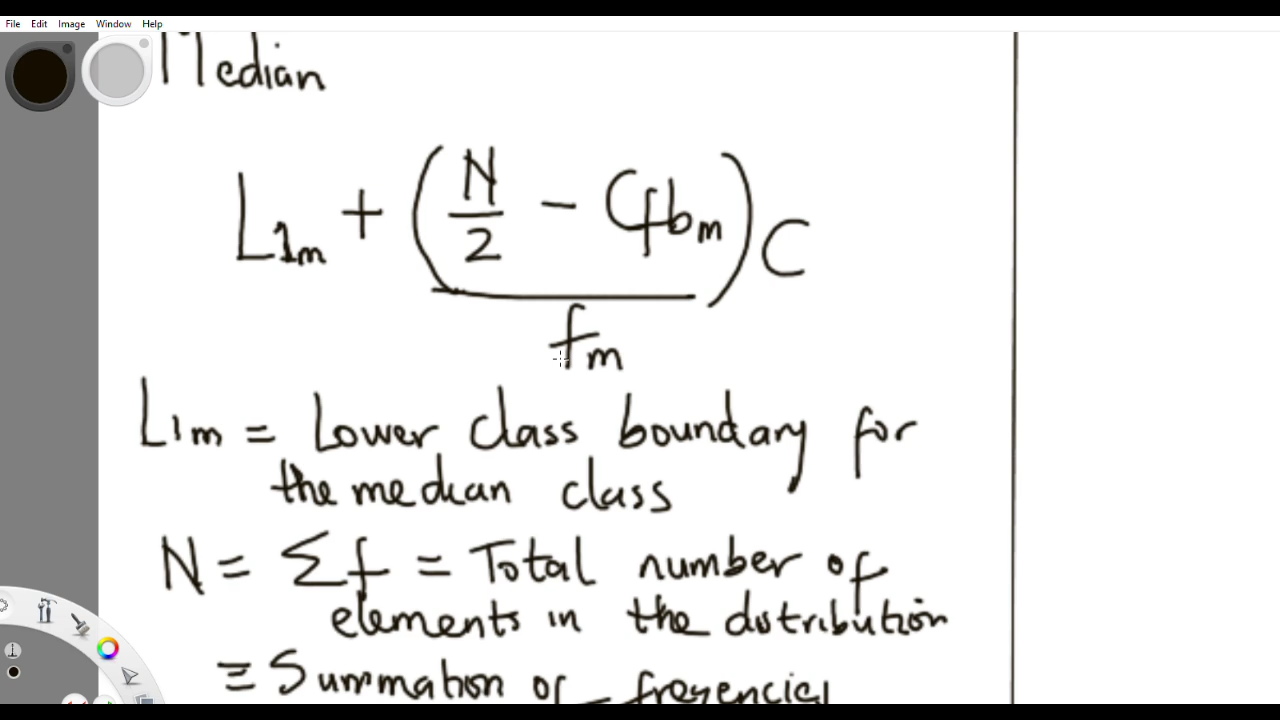 File Edit Image Window Help
Median
L1m + (N/2 - Cfbm) C
fm
L1m = Lower class boundary for
the median class
N = Σf = Total number of
elements in the distribution
= Summation of frequencies